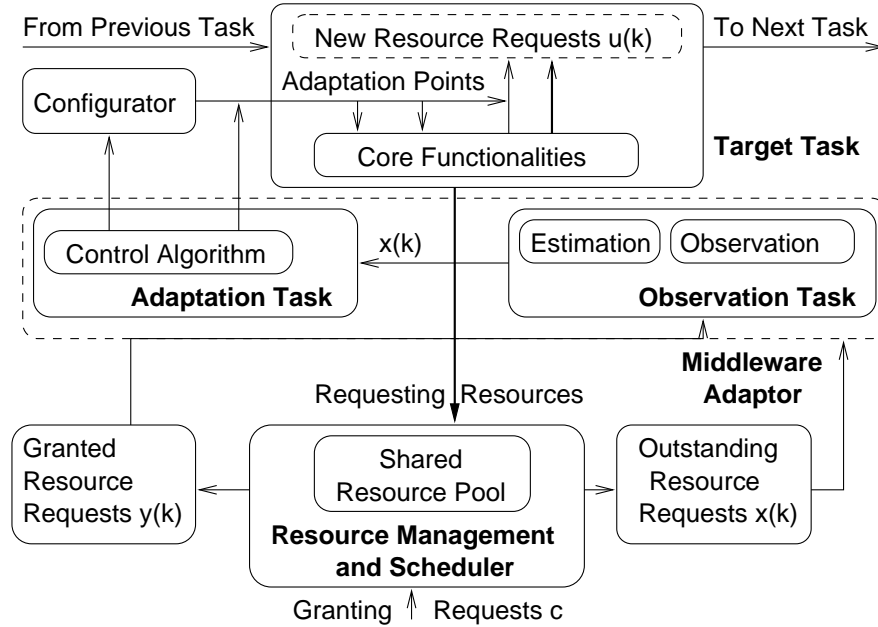 From Previous Task
New Resource Requests u(k)
To Next Task
Configurator
Adaptation Points
Core Functionalities
Target Task
Control Algorithm
Adaptation Task
x(k)
Estimation
Observation
Observation Task
Middleware
Adaptor
Requesting Resources
Granted
Resource
Requests y(k)
Shared
Resource Pool
Resource Management
and Scheduler
Outstanding
Resource
Requests x(k)
Granting Requests c